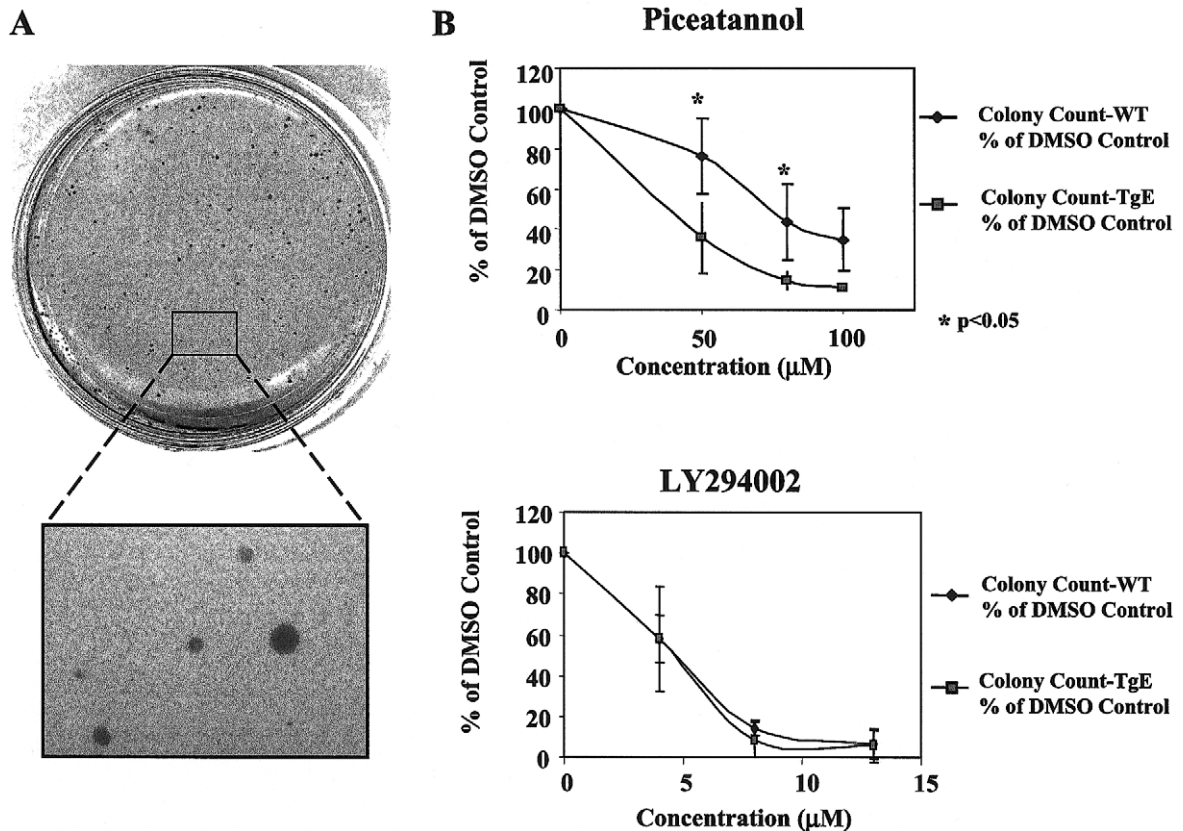 A
B
Piceatannol
120
100
80
60
40
20
0
% of DMSO Control
*
*
0
50
100
Concentration (μM)
Colony Count-WT
% of DMSO Control
Colony Count-TgE
% of DMSO Control
* p<0.05
LY294002
120
100
80
60
40
20
0
% of DMSO Control
0
5
10
15
Concentration (μM)
Colony Count-WT
% of DMSO Control
Colony Count-TgE
% of DMSO Control